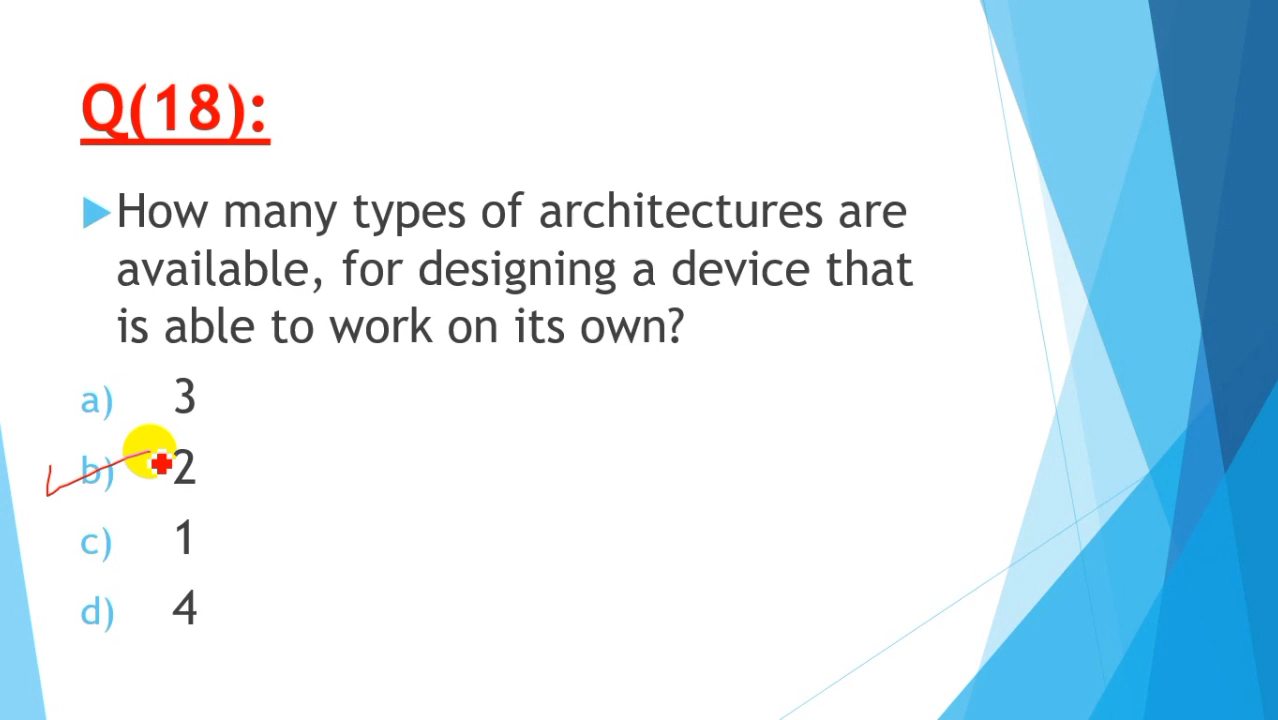 Q(18):
How many types of architectures are
available, for designing a device that
is able to work on its own?
a) 3
b) 2
c) 1
d) 4